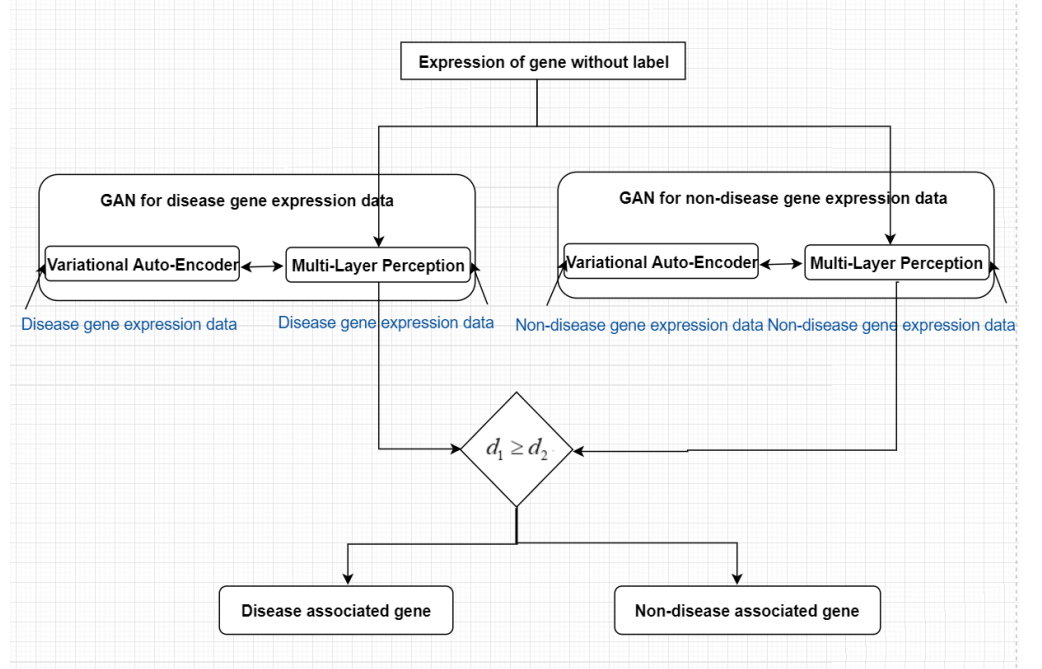 Expression of gene without label
GAN for disease gene expression data
GAN for non-disease gene expression data
Variational Auto-Encoder
Multi-Layer Perception
Variational Auto-Encoder
Multi-Layer Perception
Disease gene expression data
Disease gene expression data
Non-disease gene expression data
Non-disease gene expression data
d₁ ≥ d₂
Disease associated gene
Non-disease associated gene